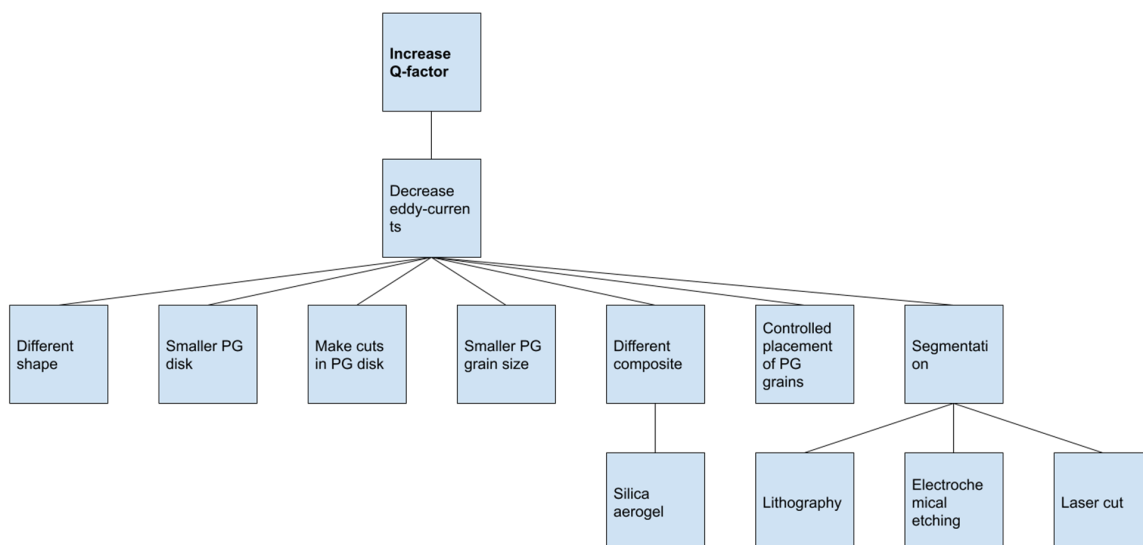 Increase
Q-factor
Decrease
eddy-curren
ts
Different
shape
Smaller PG
disk
Make cuts
in PG disk
Smaller PG
grain size
Different
composite
Controlled
placement
of PG
grains
Segmentati
on
Silica
aerogel
Lithography
Electroche
mical
etching
Laser cut